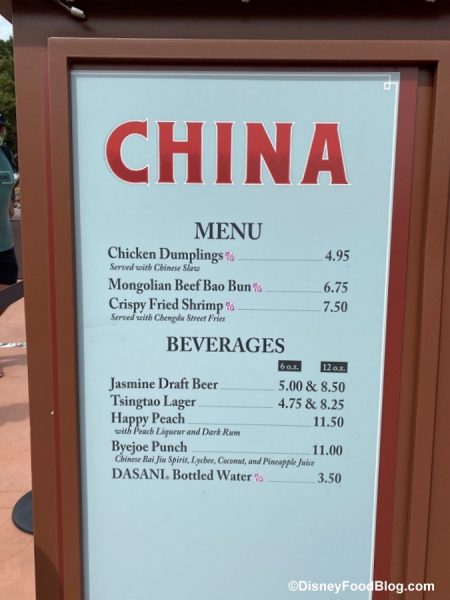 CHINA
MENU
Chicken Dumplings 4.95
Served with Chinese Slaw
Mongolian Beef Bao Bun 6.75
Crispy Fried Shrimp 7.50
Served with Chengdu Street Fries
BEVERAGES
6 o.z. 12 o.z.
Jasmine Draft Beer 5.00 & 8.50
Tsingtao Lager 4.75 & 8.25
Happy Peach 11.50
with Peach Liqueur and Dark Rum
Byejoe Punch 11.00
Chinese Bai Jiu Spirit, Lychee, Coconut, and Pineapple Juice
DASANI® Bottled Water 3.50
©DisneyFoodBlog.com